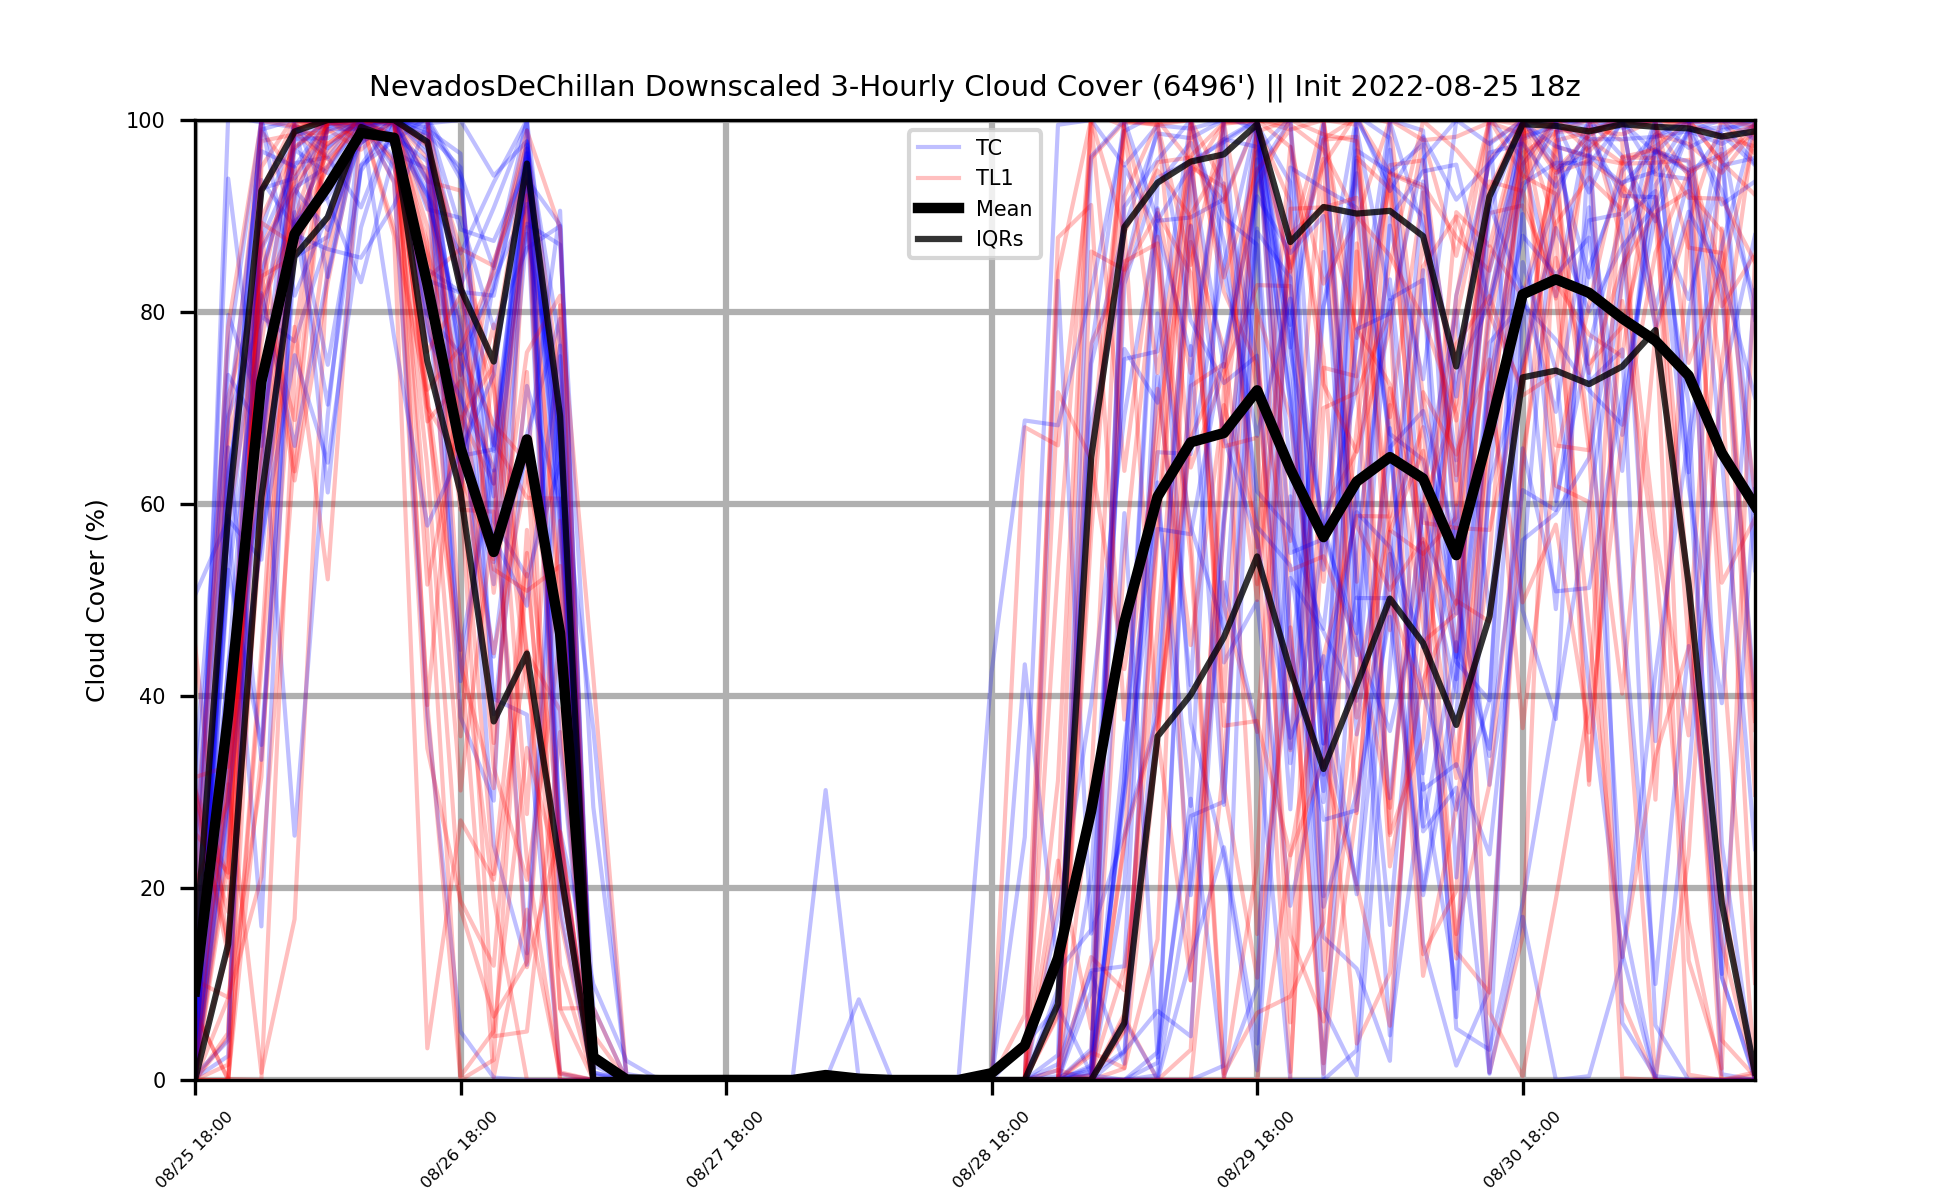 NevadosDeChillan Downscaled 3-Hourly Cloud Cover (6496') || Init 2022-08-25 18z
TC
TL1
Mean
IQRs
Cloud Cover (%)
100
80
60
40
20
0
08/25 18:00
08/26 18:00
08/27 18:00
08/28 18:00
08/29 18:00
08/30 18:00